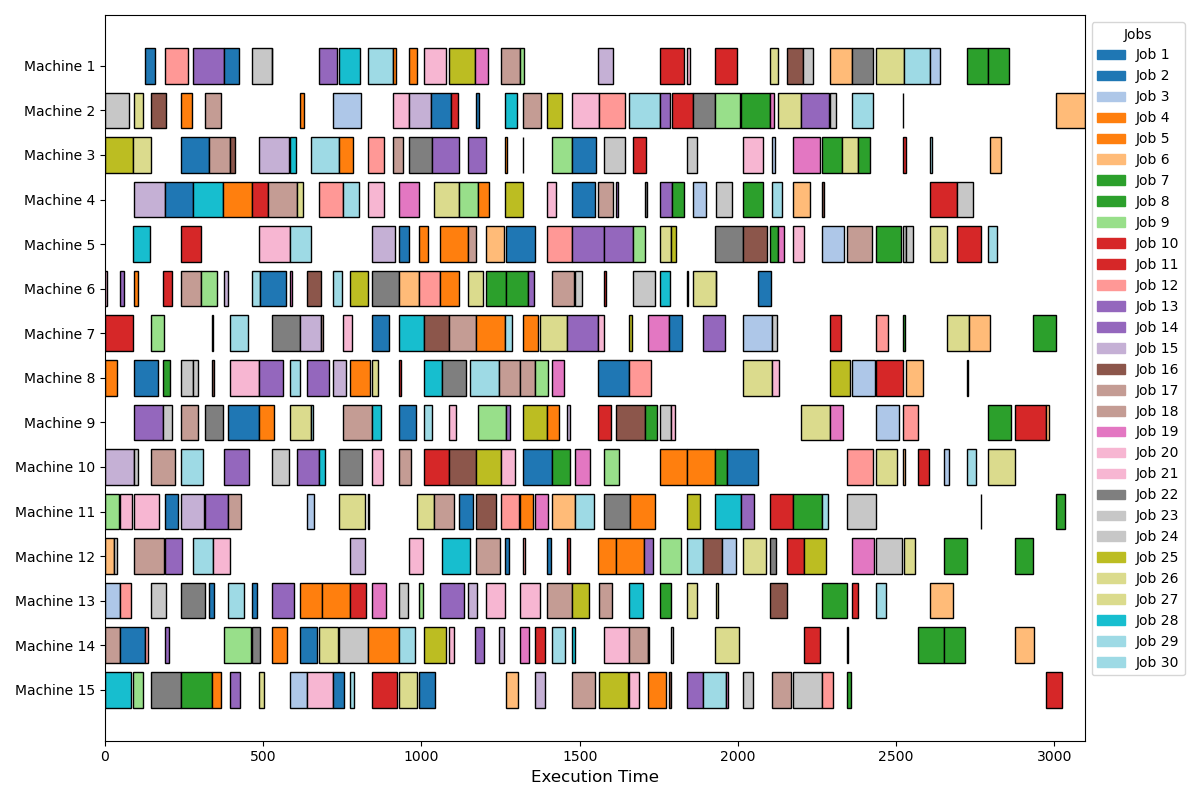 Machine 1
Machine 2
Machine 3
Machine 4
Machine 5
Machine 6
Machine 7
Machine 8
Machine 9
Machine 10
Machine 11
Machine 12
Machine 13
Machine 14
Machine 15
0 500 1000 1500 2000 2500 3000
Execution Time
Jobs
Job 1
Job 2
Job 3
Job 4
Job 5
Job 6
Job 7
Job 8
Job 9
Job 10
Job 11
Job 12
Job 13
Job 14
Job 15
Job 16
Job 17
Job 18
Job 19
Job 20
Job 21
Job 22
Job 23
Job 24
Job 25
Job 26
Job 27
Job 28
Job 29
Job 30